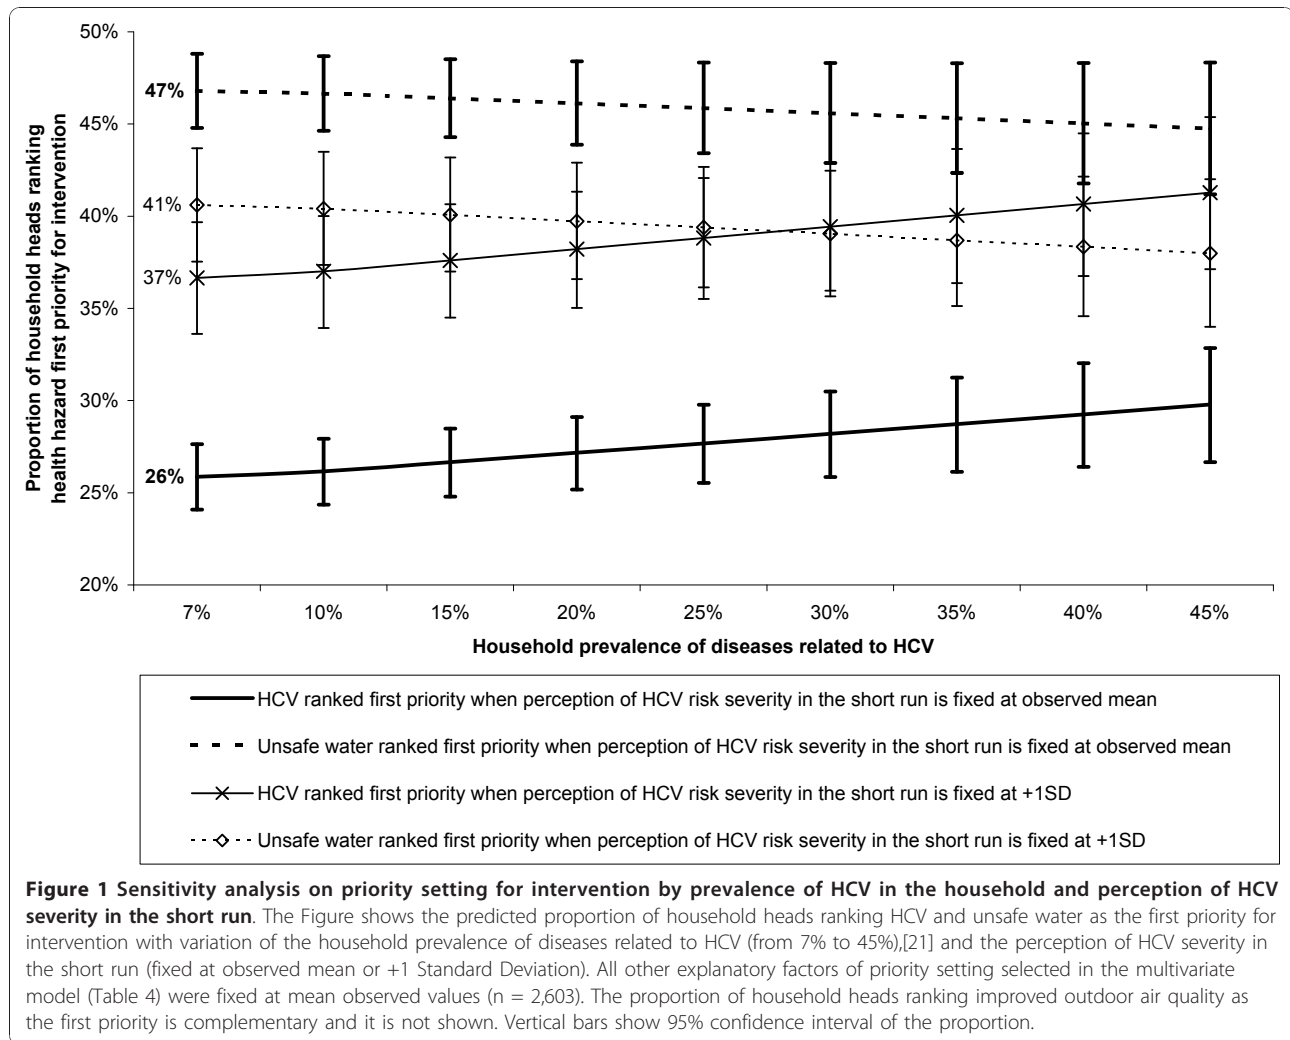 50%
45%
40%
35%
30%
25%
20%
Proportion of household heads ranking
health hazard first priority for intervention
47%
41%
37%
26%
7% 10% 15% 20% 25% 30% 35% 40% 45%
Household prevalence of diseases related to HCV
HCV ranked first priority when perception of HCV risk severity in the short run is fixed at observed mean
Unsafe water ranked first priority when perception of HCV risk severity in the short run is fixed at observed mean
HCV ranked first priority when perception of HCV risk severity in the short run is fixed at +1SD
Unsafe water ranked first priority when perception of HCV risk severity in the short run is fixed at +1SD
Figure 1 Sensitivity analysis on priority setting for intervention by prevalence of HCV in the household and perception of HCV
severity in the short run. The Figure shows the predicted proportion of household heads ranking HCV and unsafe water as the first priority for
intervention with variation of the household prevalence of diseases related to HCV (from 7% to 45%),[21] and the perception of HCV severity in
the short run (fixed at observed mean or +1 Standard Deviation). All other explanatory factors of priority setting selected in the multivariate
model (Table 4) were fixed at mean observed values (n = 2,603). The proportion of household heads ranking improved outdoor air quality as
the first priority is complementary and it is not shown. Vertical bars show 95% confidence interval of the proportion.